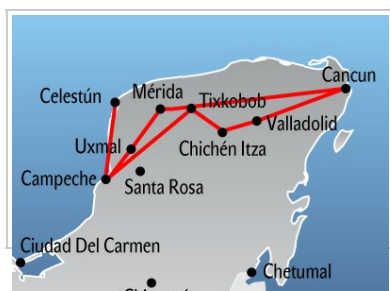 Cancun
Mérida
Celestún
Tixkobob
Valladolid
Uxmal
Chichén Itza
Campeche
Santa Rosa
Ciudad Del Carmen
Chetumal